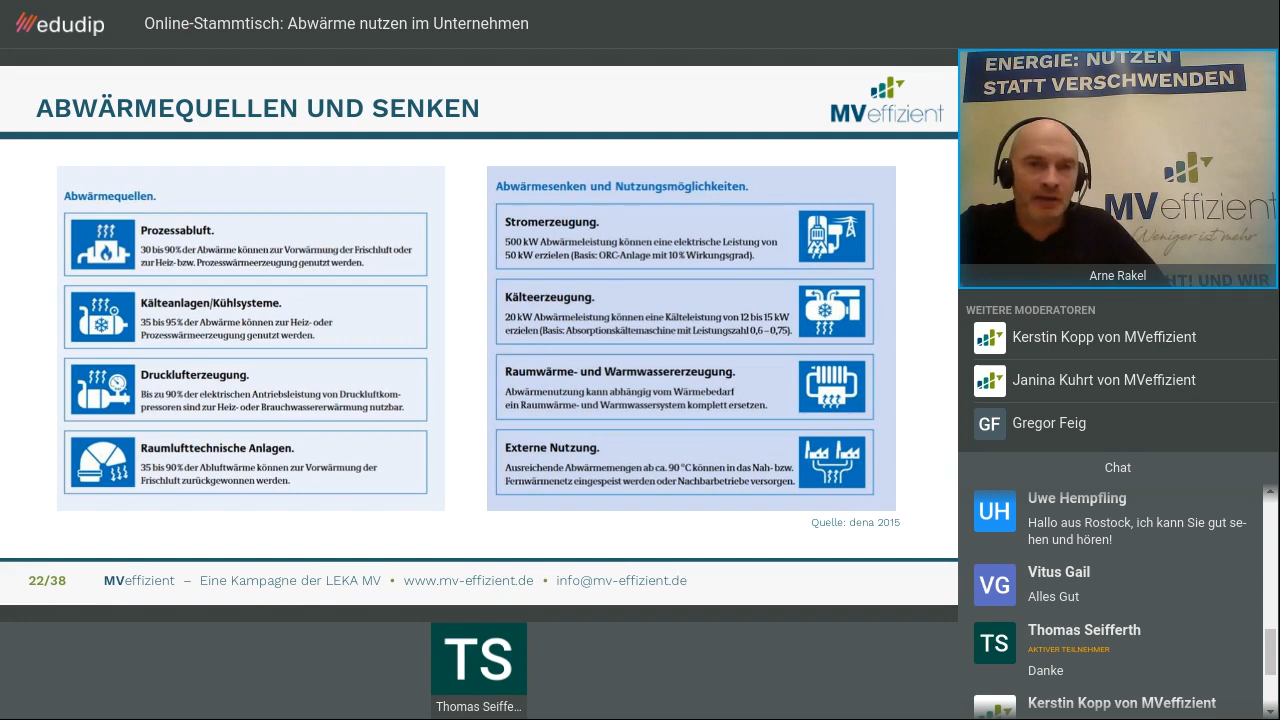 edudip
Online-Stammtisch: Abwärme nutzen im Unternehmen
ABWÄRMEQUELLEN UND SENKEN
MVeffizient
Abwärmequellen.
Prozessabluft.
30 bis 90 % der Abwärme können zur Vorwärmung der Frischluft oder
zur Heiz- bzw. Prozesswärmeerzeugung genutzt werden.
Kälteanlagen/Kühlsysteme.
35 bis 95 % der Abwärme können zur Heiz- oder
Prozesswärmeerzeugung genutzt werden.
Drucklufterzeugung.
Bis zu 90 % der elektrischen Antriebsleistung von Druckluftkom-
pressoren sind zur Heiz- oder Brauchwassererwärmung nutzbar.
Raumlufttechnische Anlagen.
35 bis 90 % der Abluftwärme können zur Vorwärmung der
Frischluft zurückgewonnen werden.
Abwärmesenken und Nutzungsmöglichkeiten.
Stromerzeugung.
500 kW Abwärmeleistung können eine elektrische Leistung von
50 kW erzielen (Basis: ORC-Anlage mit 10 % Wirkungsgrad).
Kälteerzeugung.
20 kW Abwärmeleistung können eine Kälteleistung von 12 bis 15 kW
erzielen (Basis: Absorptionskältemaschine mit Leistungszahl 0,6 – 0,75).
Raumwärme- und Warmwassererzeugung.
Abwärmenutzung kann abhängig vom Wärmebedarf
ein Raumwärme- und Warmwassersystem komplett ersetzen.
Externe Nutzung.
Ausreichende Abwärmemengen ab ca. 90 °C können in das Nah- bzw.
Fernwärmenetz eingespeist werden oder Nachbarbetriebe versorgen.
Quelle: dena 2015
22/38
MVeffizient – Eine Kampagne der LEKA MV • www.mv-effizient.de • info@mv-effizient.de
TS
Thomas Seiffe...
ENERGIE: NUTZEN
STATT VERSCHWENDEN
MVeffizient
Weniger ist mehr
HT! UND WIR
Arne Rakel
WEITERE MODERATOREN
Kerstin Kopp von MVeffizient
Janina Kuhrt von MVeffizient
GF
Gregor Feig
Chat
UH
Uwe Hempfling
Hallo aus Rostock, ich kann Sie gut se-
hen und hören!
VG
Vitus Gail
Alles Gut
TS
Thomas Seifferth
AKTIVER TEILNEHMER
Danke
Kerstin Kopp von MVeffizient